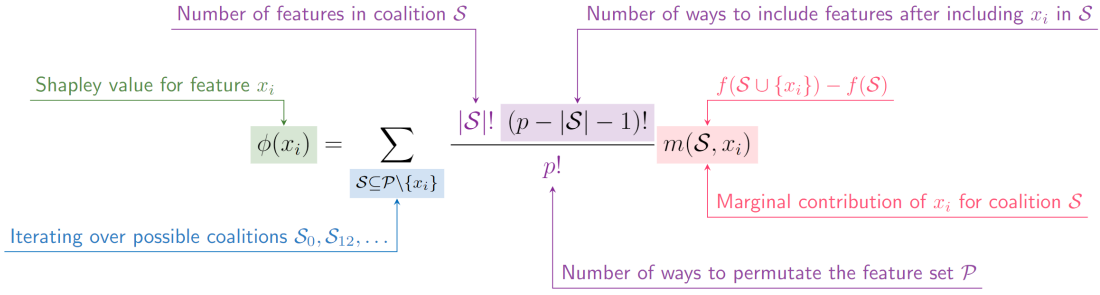 Number of features in coalition 𝒮
Number of ways to include features after including xᵢ in 𝒮
Shapley value for feature xᵢ
f(𝒮 ∪ {xᵢ}) − f(𝒮)
ϕ(xᵢ) = ∑ |𝒮|! (p − |𝒮| − 1)! m(𝒮, xᵢ)
p!
𝒮⊆𝒫\{xᵢ}
Marginal contribution of xᵢ for coalition 𝒮
Iterating over possible coalitions 𝒮₀, 𝒮₁₂, …
Number of ways to permutate the feature set 𝒫